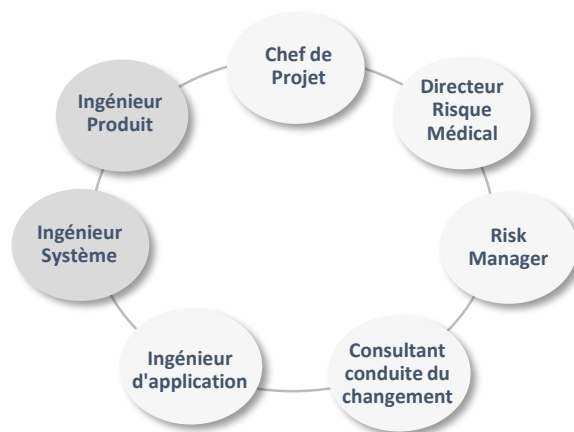 Chef de
Projet
Directeur
Risque
Médical
Risk
Manager
Consultant
conduite du
changement
Ingénieur
d'application
Ingénieur
Système
Ingénieur
Produit